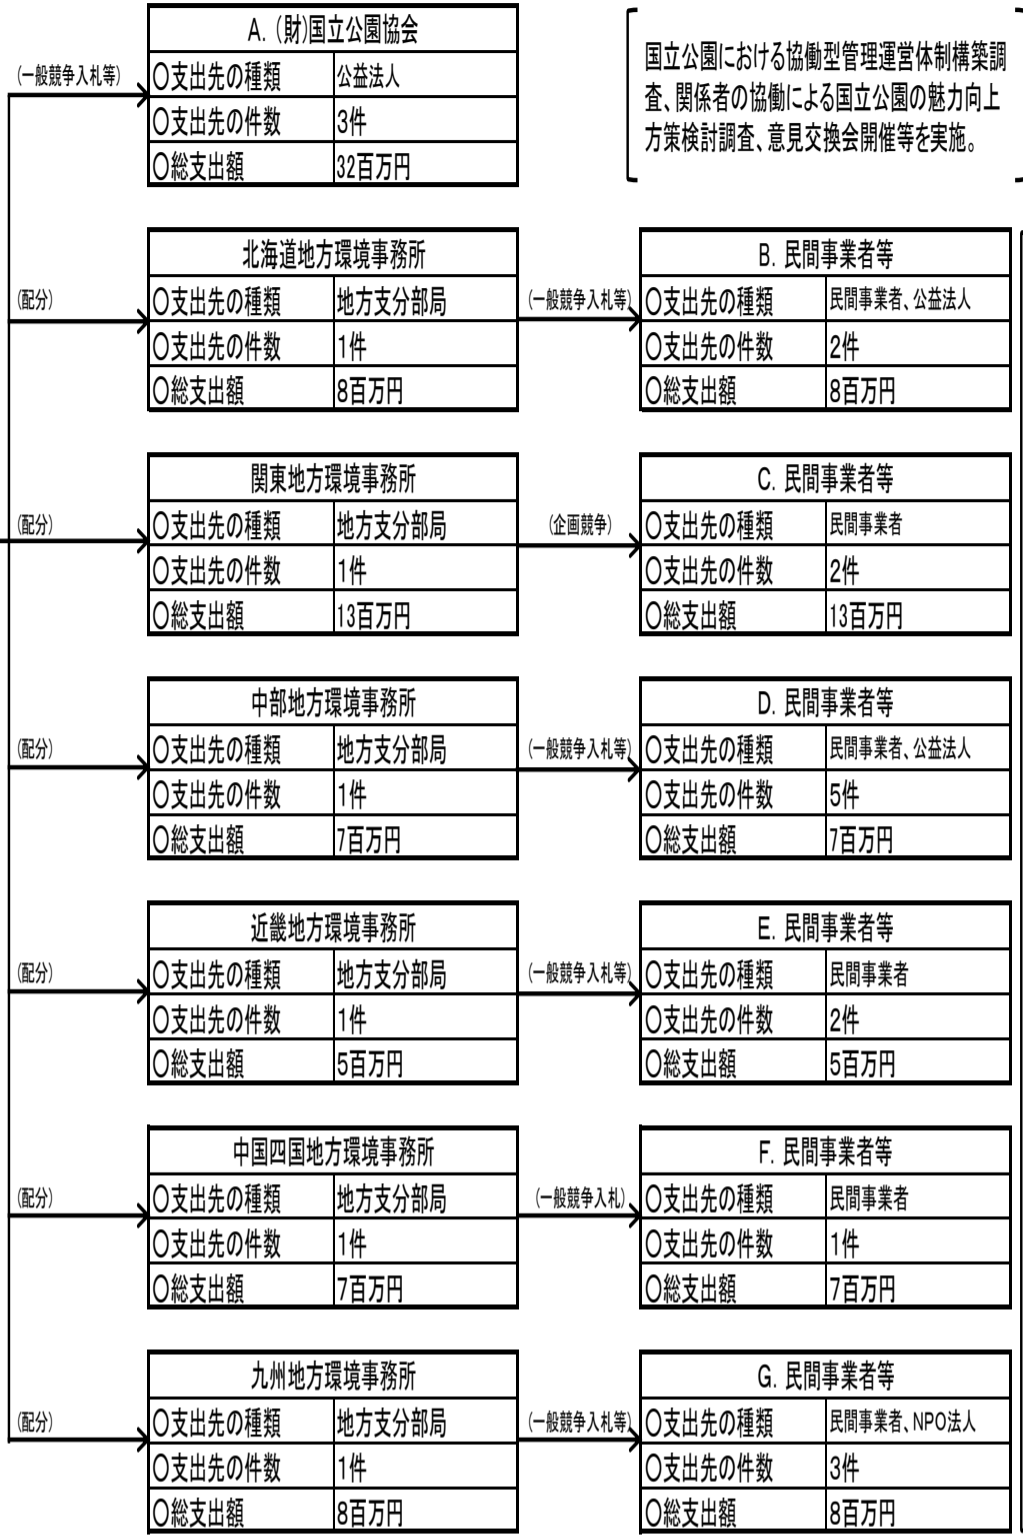 A. (財)国立公園協会
(一般競争入札等)
○支出先の種類 公益法人
○支出先の件数 3件
○総支出額 32百万円
国立公園における協働型管理運営体制構築調
査、関係者の協働による国立公園の魅力向上
方策検討調査、意見交換会開催等を実施。
北海道地方環境事務所
(配分)
○支出先の種類 地方支分部局
○支出先の件数 1件
○総支出額 8百万円
B. 民間事業者等
(一般競争入札等)
○支出先の種類 民間事業者、公益法人
○支出先の件数 2件
○総支出額 8百万円
関東地方環境事務所
(配分)
○支出先の種類 地方支分部局
○支出先の件数 1件
○総支出額 13百万円
C. 民間事業者等
(企画競争)
○支出先の種類 民間事業者
○支出先の件数 2件
○総支出額 13百万円
中部地方環境事務所
(配分)
○支出先の種類 地方支分部局
○支出先の件数 1件
○総支出額 7百万円
D. 民間事業者等
(一般競争入札等)
○支出先の種類 民間事業者、公益法人
○支出先の件数 5件
○総支出額 7百万円
近畿地方環境事務所
(配分)
○支出先の種類 地方支分部局
○支出先の件数 1件
○総支出額 5百万円
E. 民間事業者等
(一般競争入札等)
○支出先の種類 民間事業者
○支出先の件数 2件
○総支出額 5百万円
中国四国地方環境事務所
(配分)
○支出先の種類 地方支分部局
○支出先の件数 1件
○総支出額 7百万円
F. 民間事業者等
(一般競争入札)
○支出先の種類 民間事業者
○支出先の件数 1件
○総支出額 7百万円
九州地方環境事務所
(配分)
○支出先の種類 地方支分部局
○支出先の件数 1件
○総支出額 8百万円
G. 民間事業者等
(一般競争入札等)
○支出先の種類 民間事業者、NPO法人
○支出先の件数 3件
○総支出額 8百万円